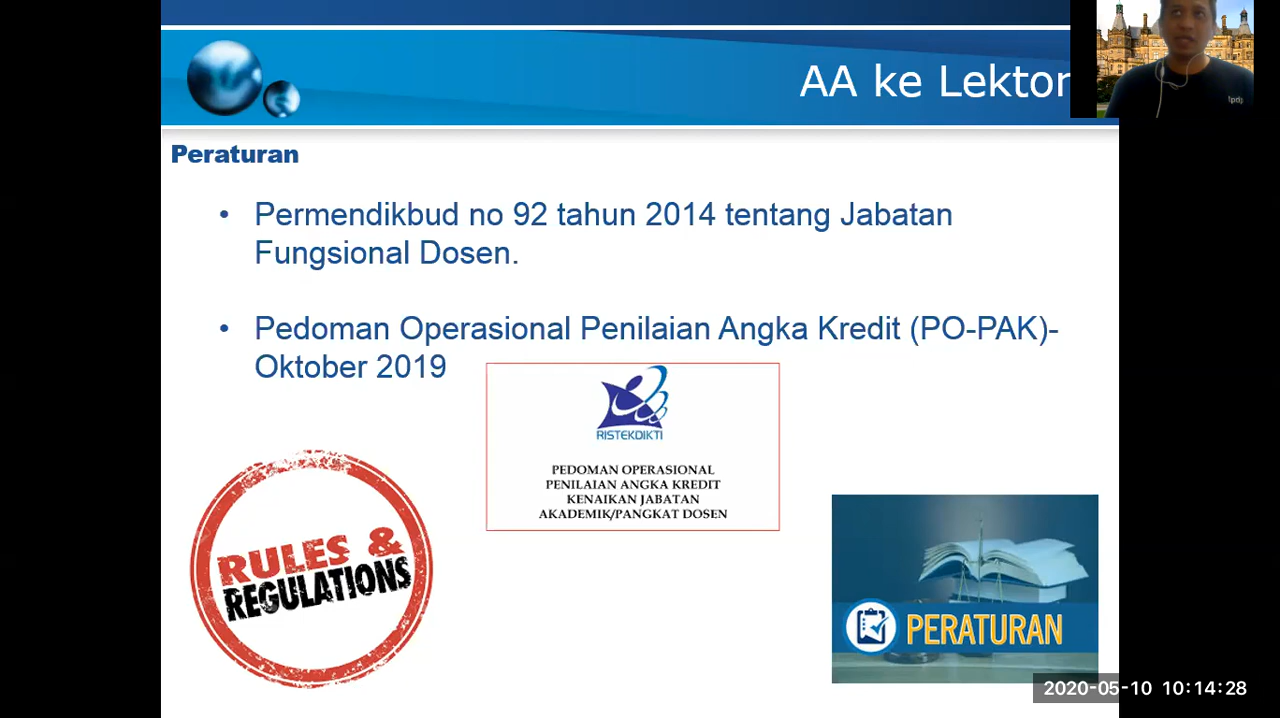 AA ke Lektor
Peraturan
• Permendikbud no 92 tahun 2014 tentang Jabatan
Fungsional Dosen.
• Pedoman Operasional Penilaian Angka Kredit (PO-PAK)-
Oktober 2019
RISTEKDIKTI
PEDOMAN OPERASIONAL
PENILAIAN ANGKA KREDIT
KENAIKAN JABATAN
AKADEMIK/PANGKAT DOSEN
RULES &
REGULATIONS
PERATURAN
2020-05-10 10:14:28